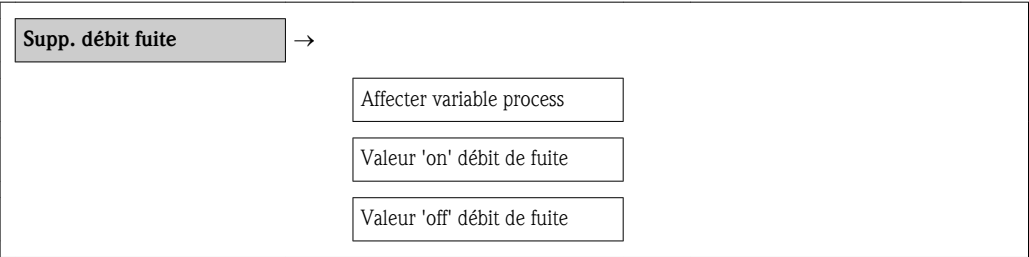 Supp. débit fuite →
Affecter variable process
Valeur 'on' débit de fuite
Valeur 'off' débit de fuite